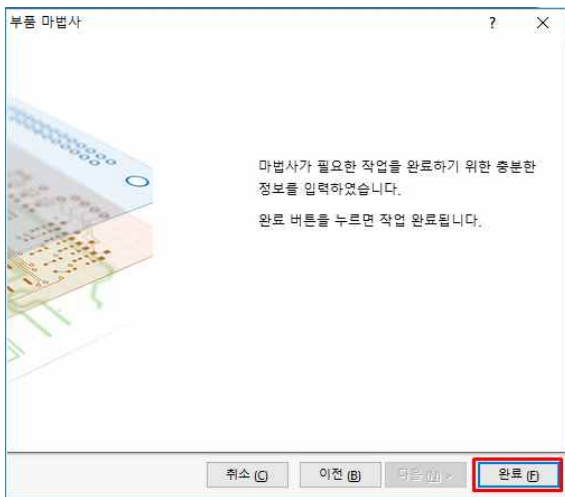 부품 마법사
? ×
마법사가 필요한 작업을 완료하기 위한 충분한
정보를 입력하였습니다.
완료 버튼을 누르면 작업 완료됩니다.
취소 (C) 이전 (B) 다음 (N) > 완료 (F)